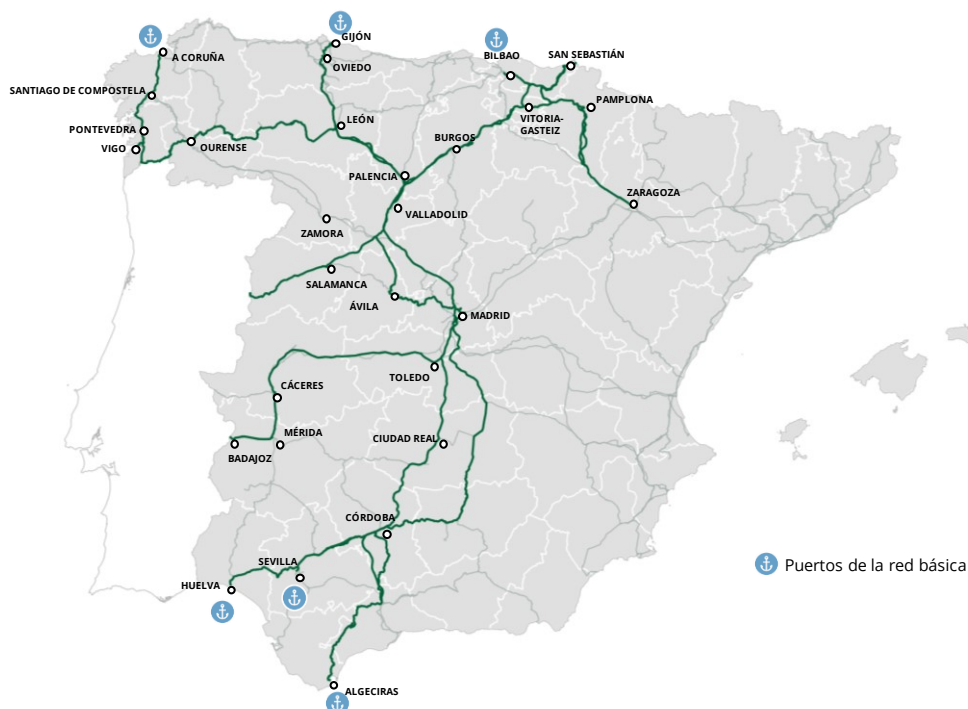 GIJÓN
A CORUÑA
OVIEDO
BILBAO
SAN SEBASTIÁN
SANTIAGO DE COMPOSTELA
PAMPLONA
VITORIA-
GASTEIZ
LEÓN
PONTEVEDRA
BURGOS
VIGO
OURENSE
PALENCIA
ZARAGOZA
VALLADOLID
ZAMORA
SALAMANCA
ÁVILA
MADRID
TOLEDO
CÁCERES
MÉRIDA
CIUDAD REAL
BADAJOZ
CÓRDOBA
SEVILLA
Puertos de la red básica
HUELVA
ALGECIRAS